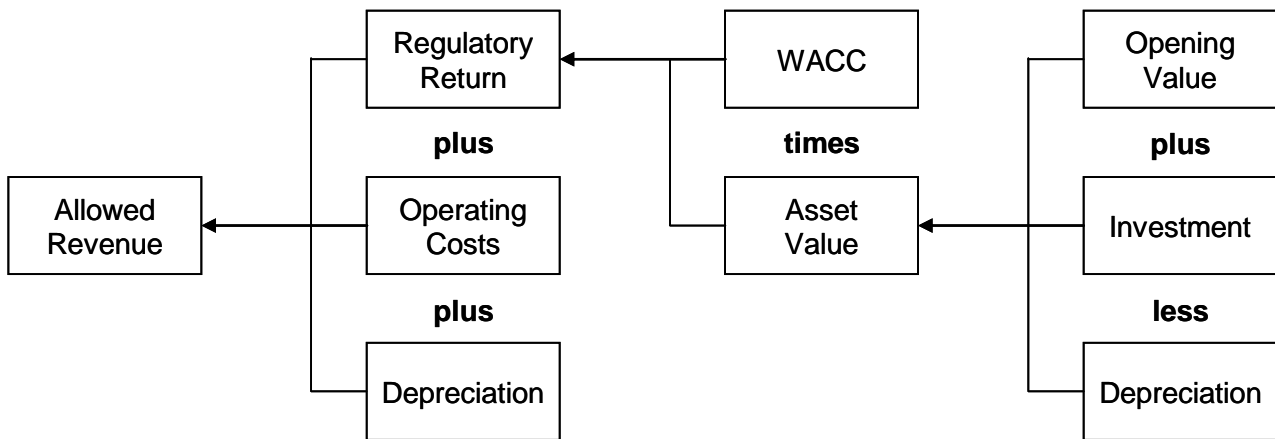 Regulatory
Return
WACC
Opening
Value
plus
times
plus
Allowed
Revenue
Operating
Costs
Asset
Value
Investment
plus
less
Depreciation
Depreciation